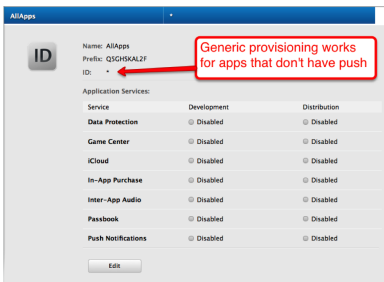 AllApps *
ID
Name: AllApps
Prefix: QSGHSKAL2F
ID: *
Generic provisioning works
for apps that don't have push
Application Services:
Service Development Distribution
Data Protection Disabled Disabled
Game Center Disabled Disabled
iCloud Disabled Disabled
In-App Purchase Disabled Disabled
Inter-App Audio Disabled Disabled
Passbook Disabled Disabled
Push Notifications Disabled Disabled
Edit